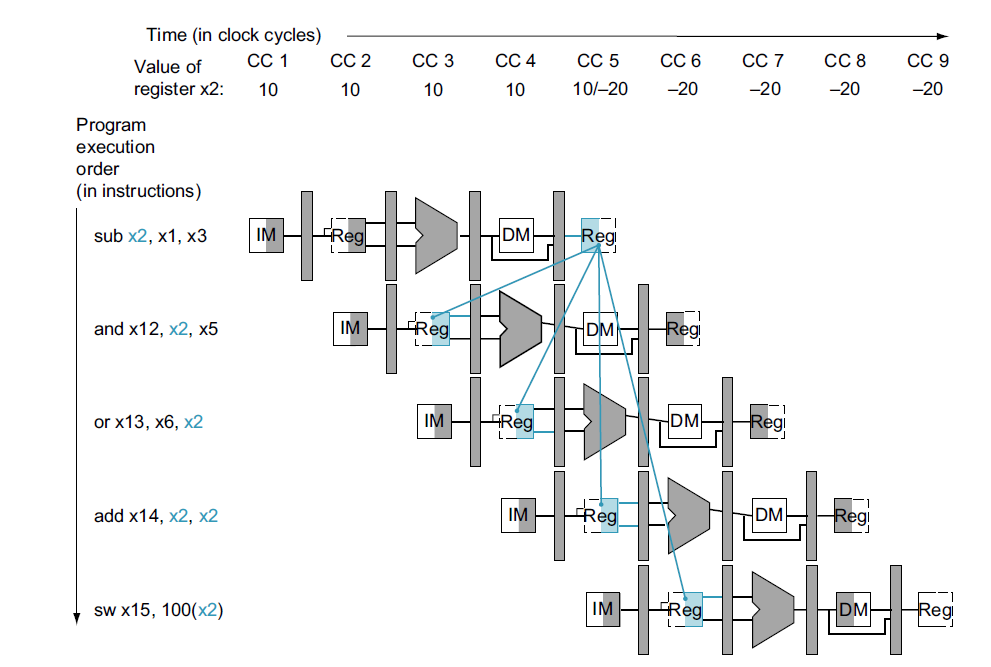 Time (in clock cycles)
Value of register x2:
CC 1 CC 2 CC 3 CC 4 CC 5 CC 6 CC 7 CC 8 CC 9
10 10 10 10 10/–20 –20 –20 –20 –20
Program
execution
order
(in instructions)
sub x2, x1, x3
IM Reg DM Reg
and x12, x2, x5
IM Reg DM Reg
or x13, x6, x2
IM Reg DM Reg
add x14, x2, x2
IM Reg DM Reg
sw x15, 100(x2)
IM Reg DM Reg